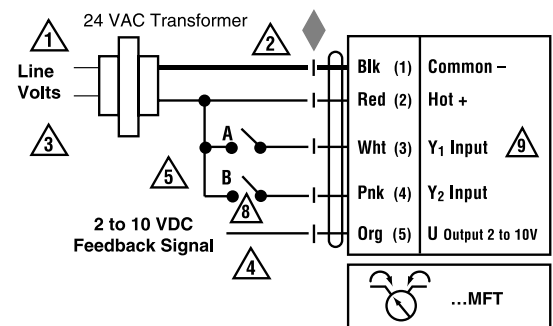 24 VAC Transformer
1
2
Line
Volts
3
Blk (1) Common –
Red (2) Hot +
A
Wht (3) Y1 Input
9
5
B
8
Pnk (4) Y2 Input
2 to 10 VDC
Feedback Signal
4
Org (5) U Output 2 to 10V
...MFT